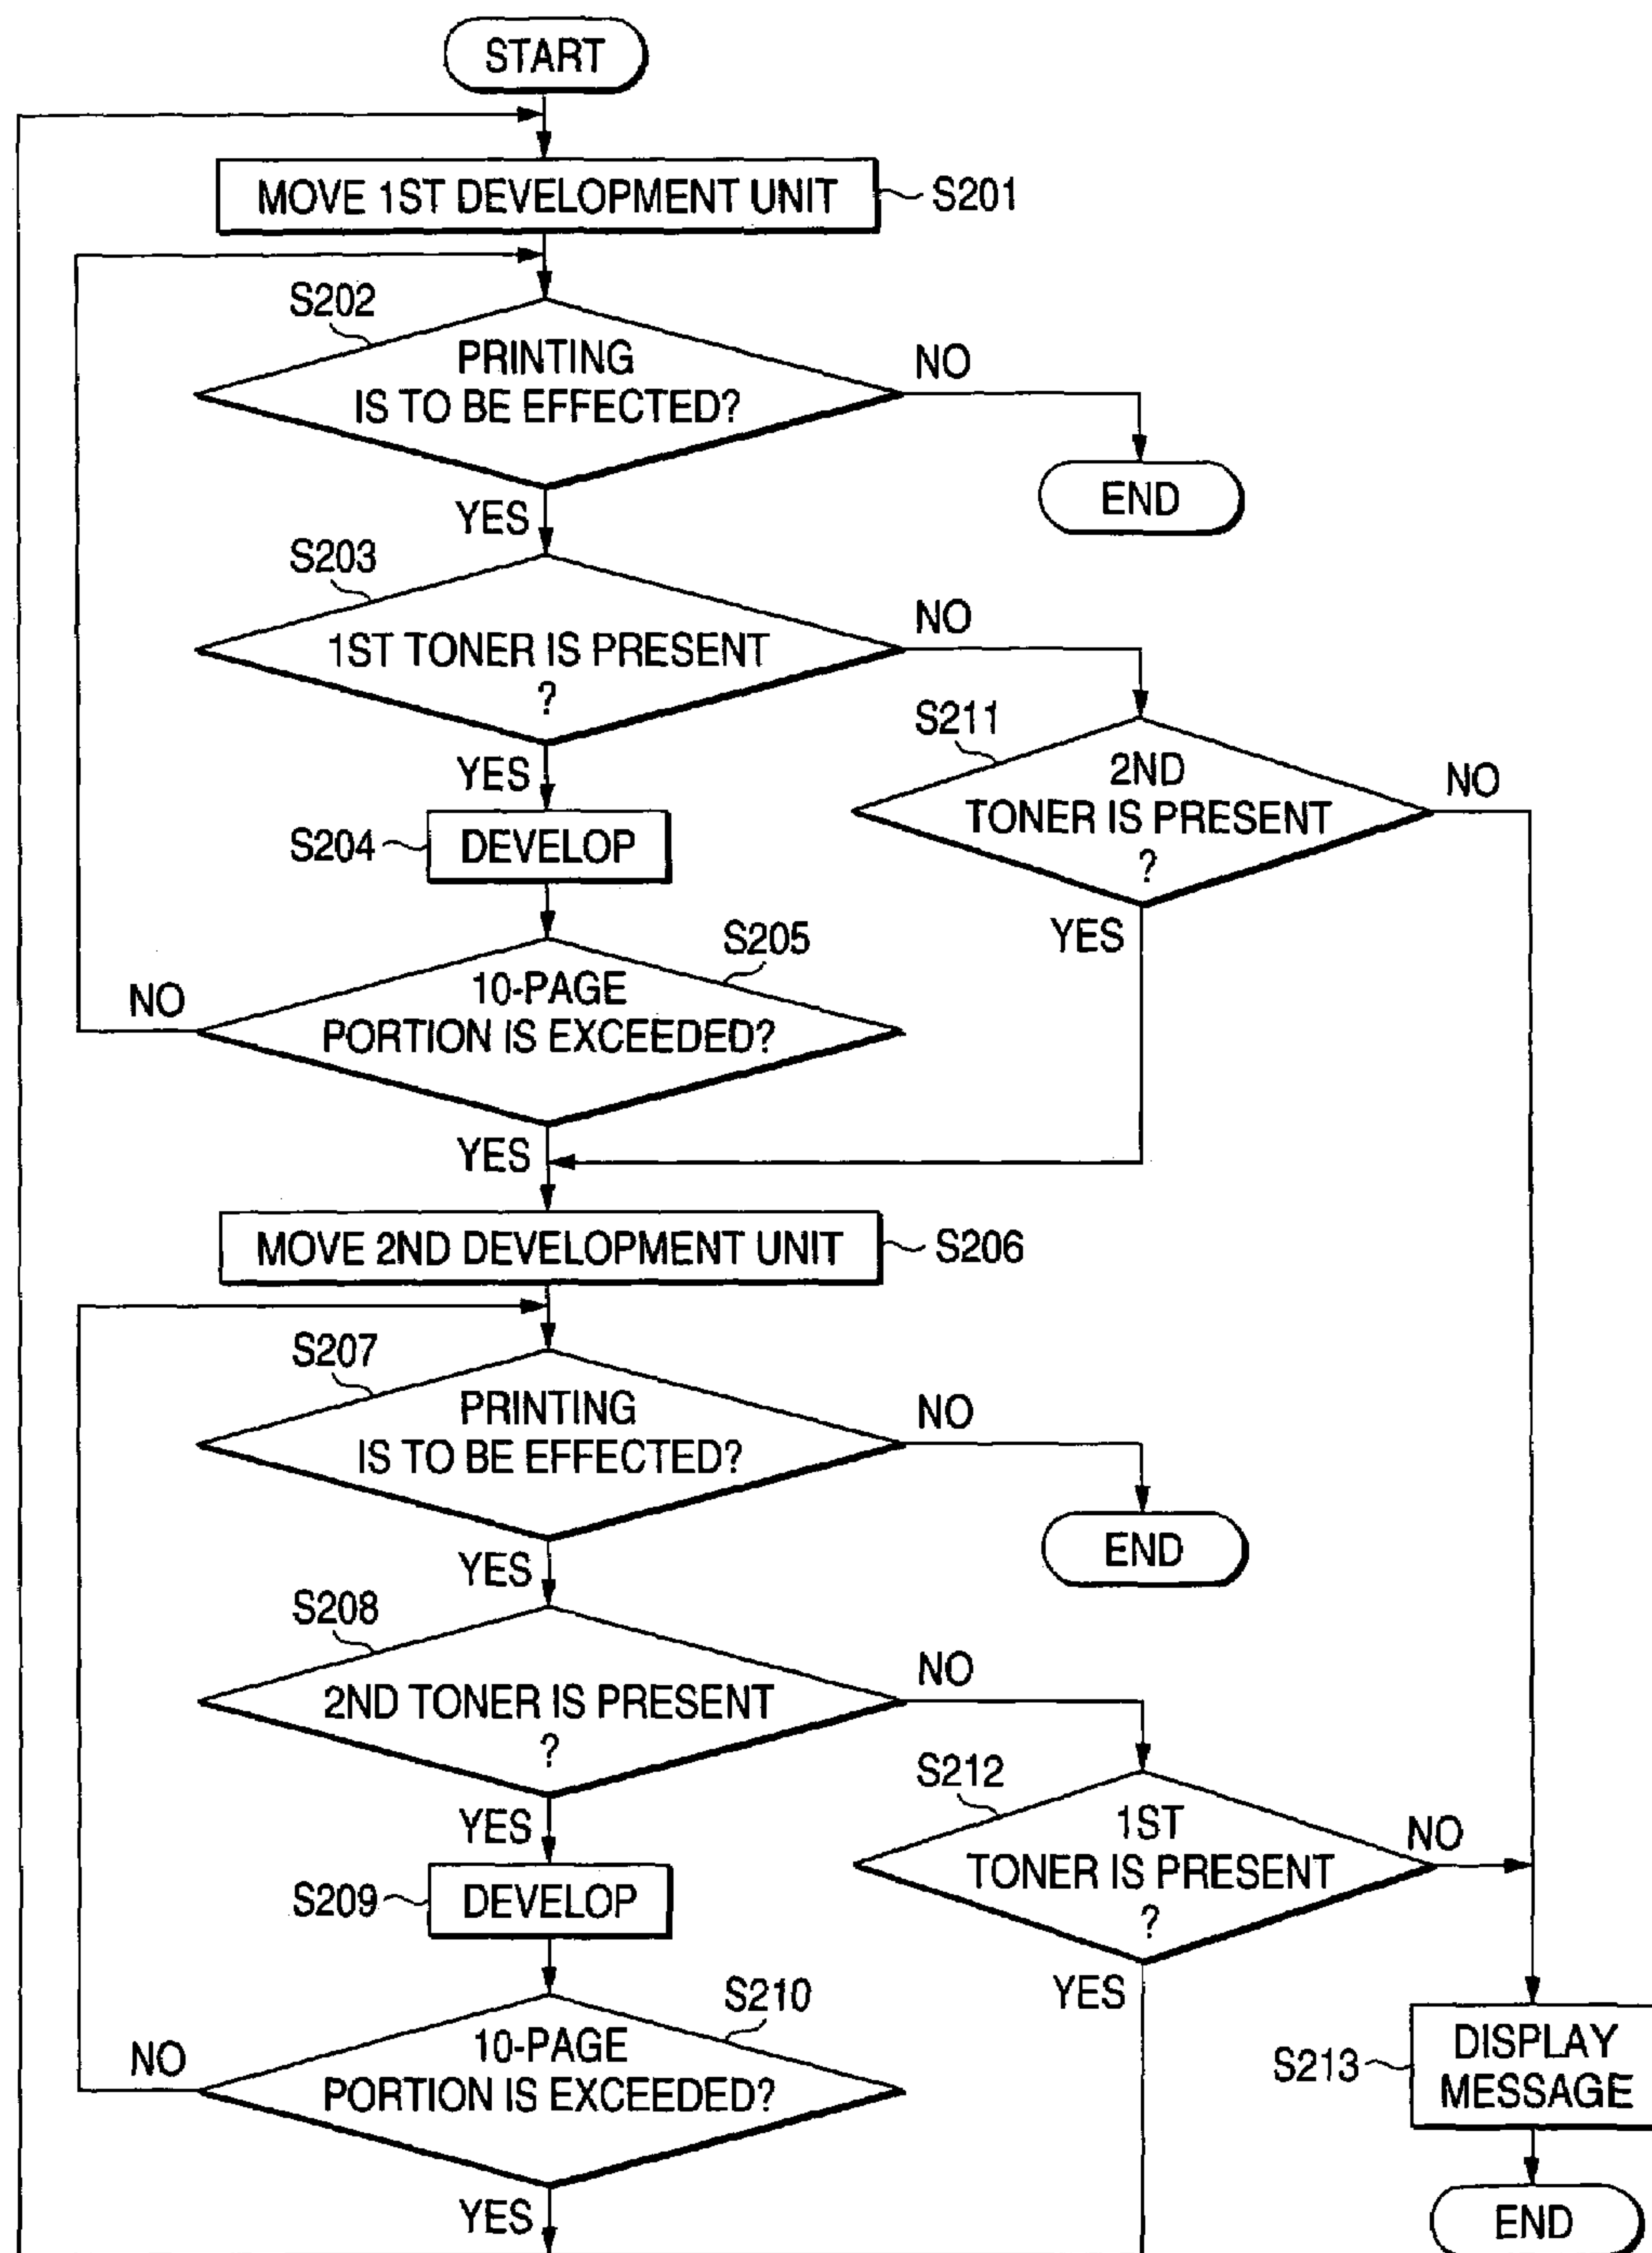 START
MOVE 1ST DEVELOPMENT UNIT
S201
S202
PRINTING
IS TO BE EFFECTED?
NO
END
YES
S203
1ST TONER IS PRESENT
?
NO
YES
S211
2ND
TONER IS PRESENT
?
NO
YES
S204
DEVELOP
S205
10-PAGE
PORTION IS EXCEEDED?
NO
YES
MOVE 2ND DEVELOPMENT UNIT
S206
S207
PRINTING
IS TO BE EFFECTED?
NO
END
YES
S208
2ND TONER IS PRESENT
?
NO
YES
S212
1ST
TONER IS PRESENT
?
NO
YES
S209
DEVELOP
S210
10-PAGE
PORTION IS EXCEEDED?
NO
YES
S213
DISPLAY
MESSAGE
END